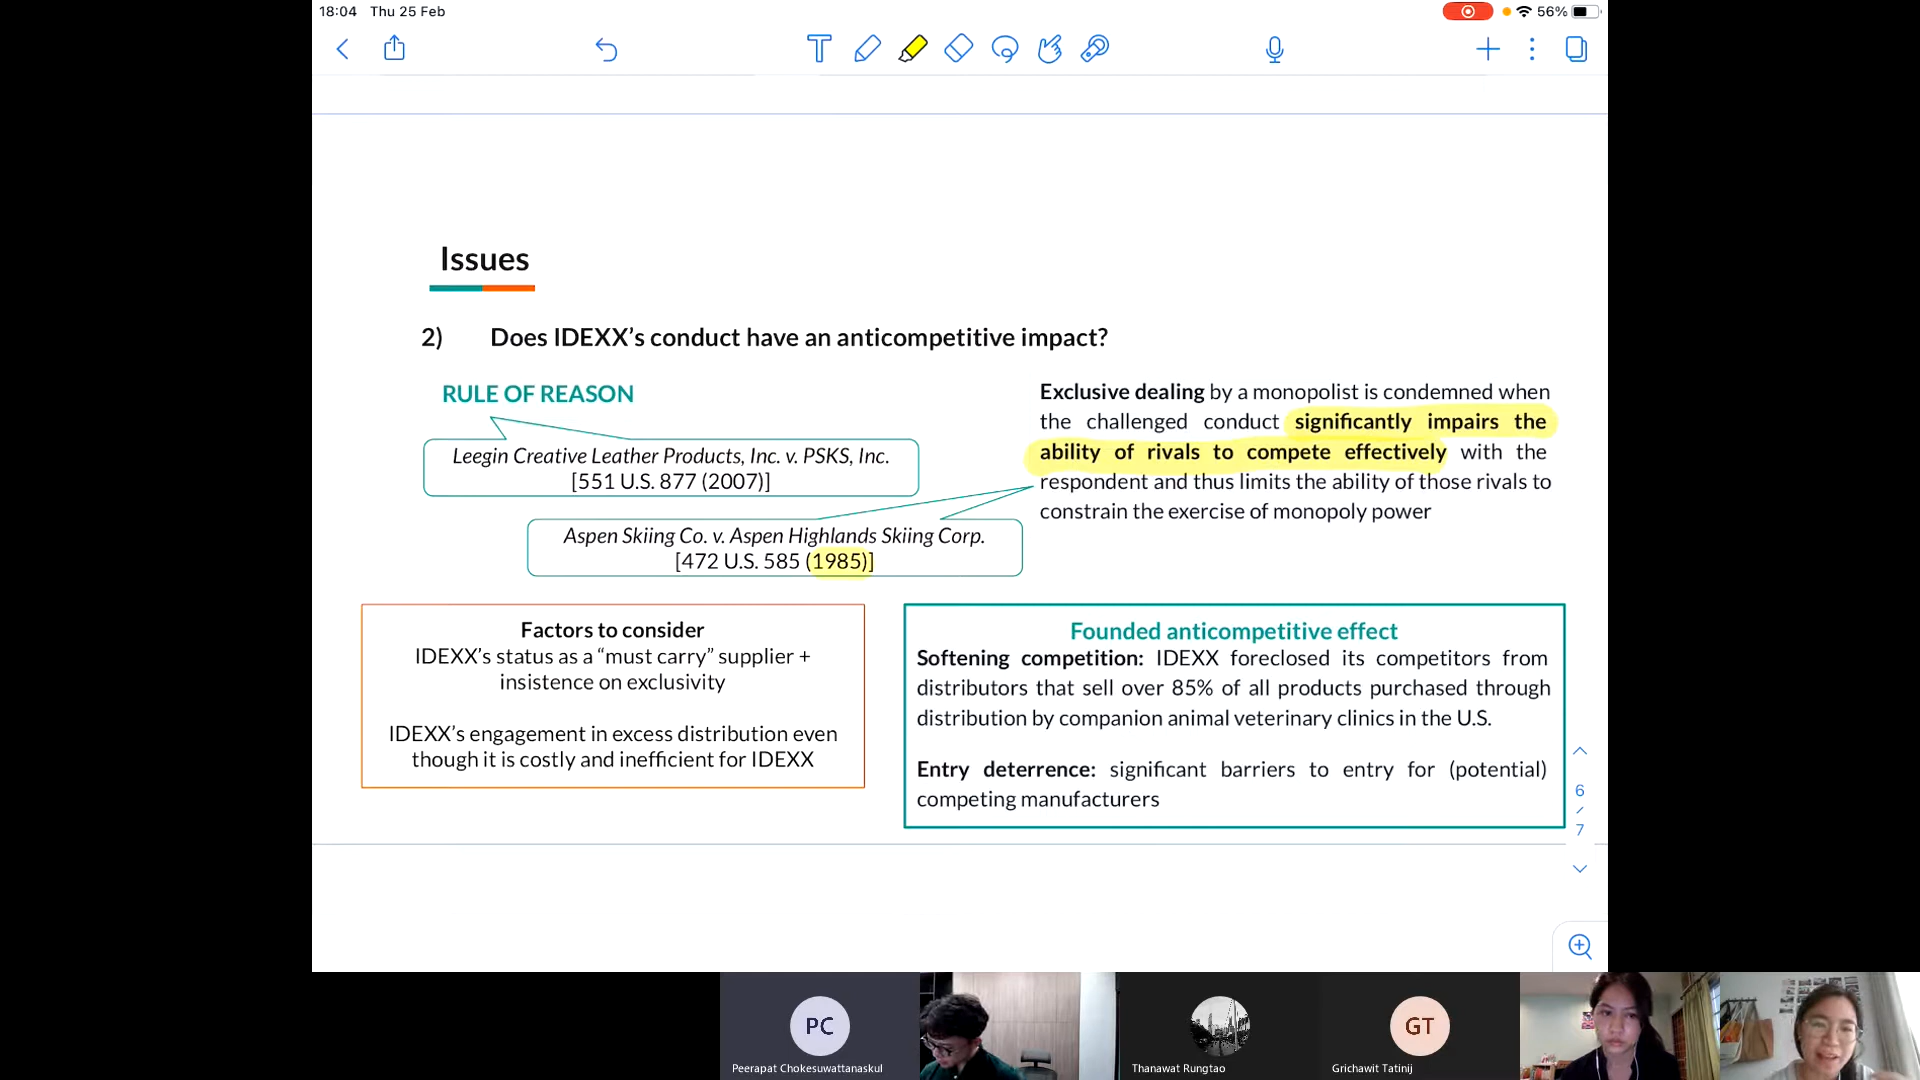 18:04 Thu 25 Feb
56%
Issues
2) Does IDEXX’s conduct have an anticompetitive impact?
RULE OF REASON
Leegin Creative Leather Products, Inc. v. PSKS, Inc.
[551 U.S. 877 (2007)]
Aspen Skiing Co. v. Aspen Highlands Skiing Corp.
[472 U.S. 585 (1985)]
Exclusive dealing by a monopolist is condemned when
the challenged conduct significantly impairs the
ability of rivals to compete effectively with the
respondent and thus limits the ability of those rivals to
constrain the exercise of monopoly power
Factors to consider
IDEXX’s status as a “must carry” supplier +
insistence on exclusivity
IDEXX’s engagement in excess distribution even
though it is costly and inefficient for IDEXX
Founded anticompetitive effect
Softening competition: IDEXX foreclosed its competitors from
distributors that sell over 85% of all products purchased through
distribution by companion animal veterinary clinics in the U.S.
Entry deterrence: significant barriers to entry for (potential)
competing manufacturers
6
/
7
PC
GT
Peerapat Chokesuwattanaskul
Thanawat Rungtao
Grichawit Tatinij